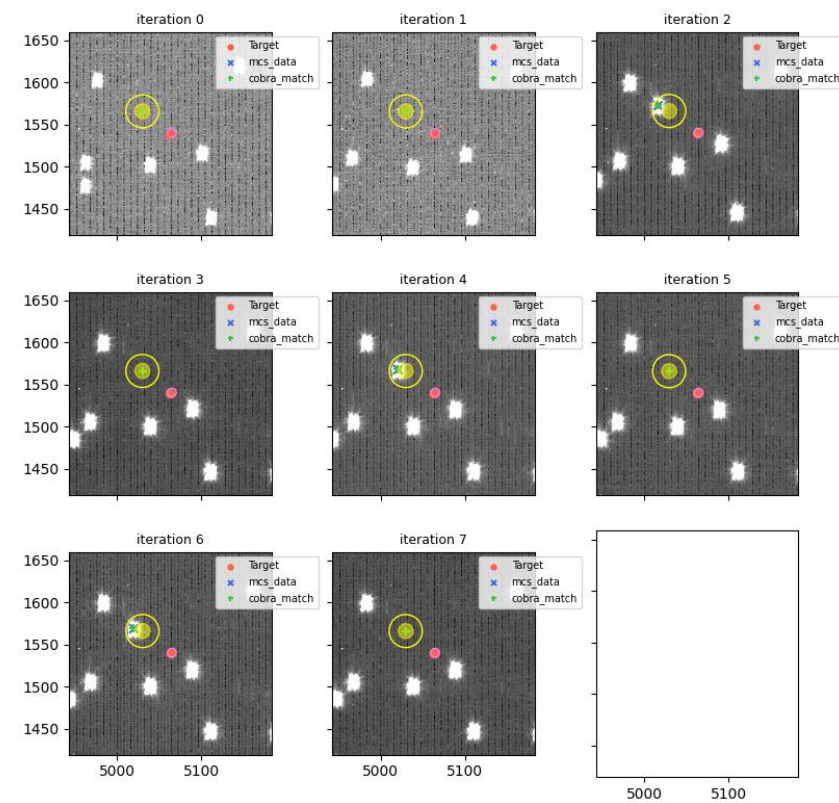 iteration 0
iteration 1
iteration 2
1650
1600
1550
1500
1450
Target
mcs_data
cobra_match
Target
mcs_data
cobra_match
Target
mcs_data
cobra_match
iteration 3
iteration 4
iteration 5
1650
1600
1550
1500
1450
Target
mcs_data
cobra_match
Target
mcs_data
cobra_match
Target
mcs_data
cobra_match
iteration 6
iteration 7
1650
1600
1550
1500
1450
Target
mcs_data
cobra_match
Target
mcs_data
cobra_match
5000
5100
5000
5100
5000
5100